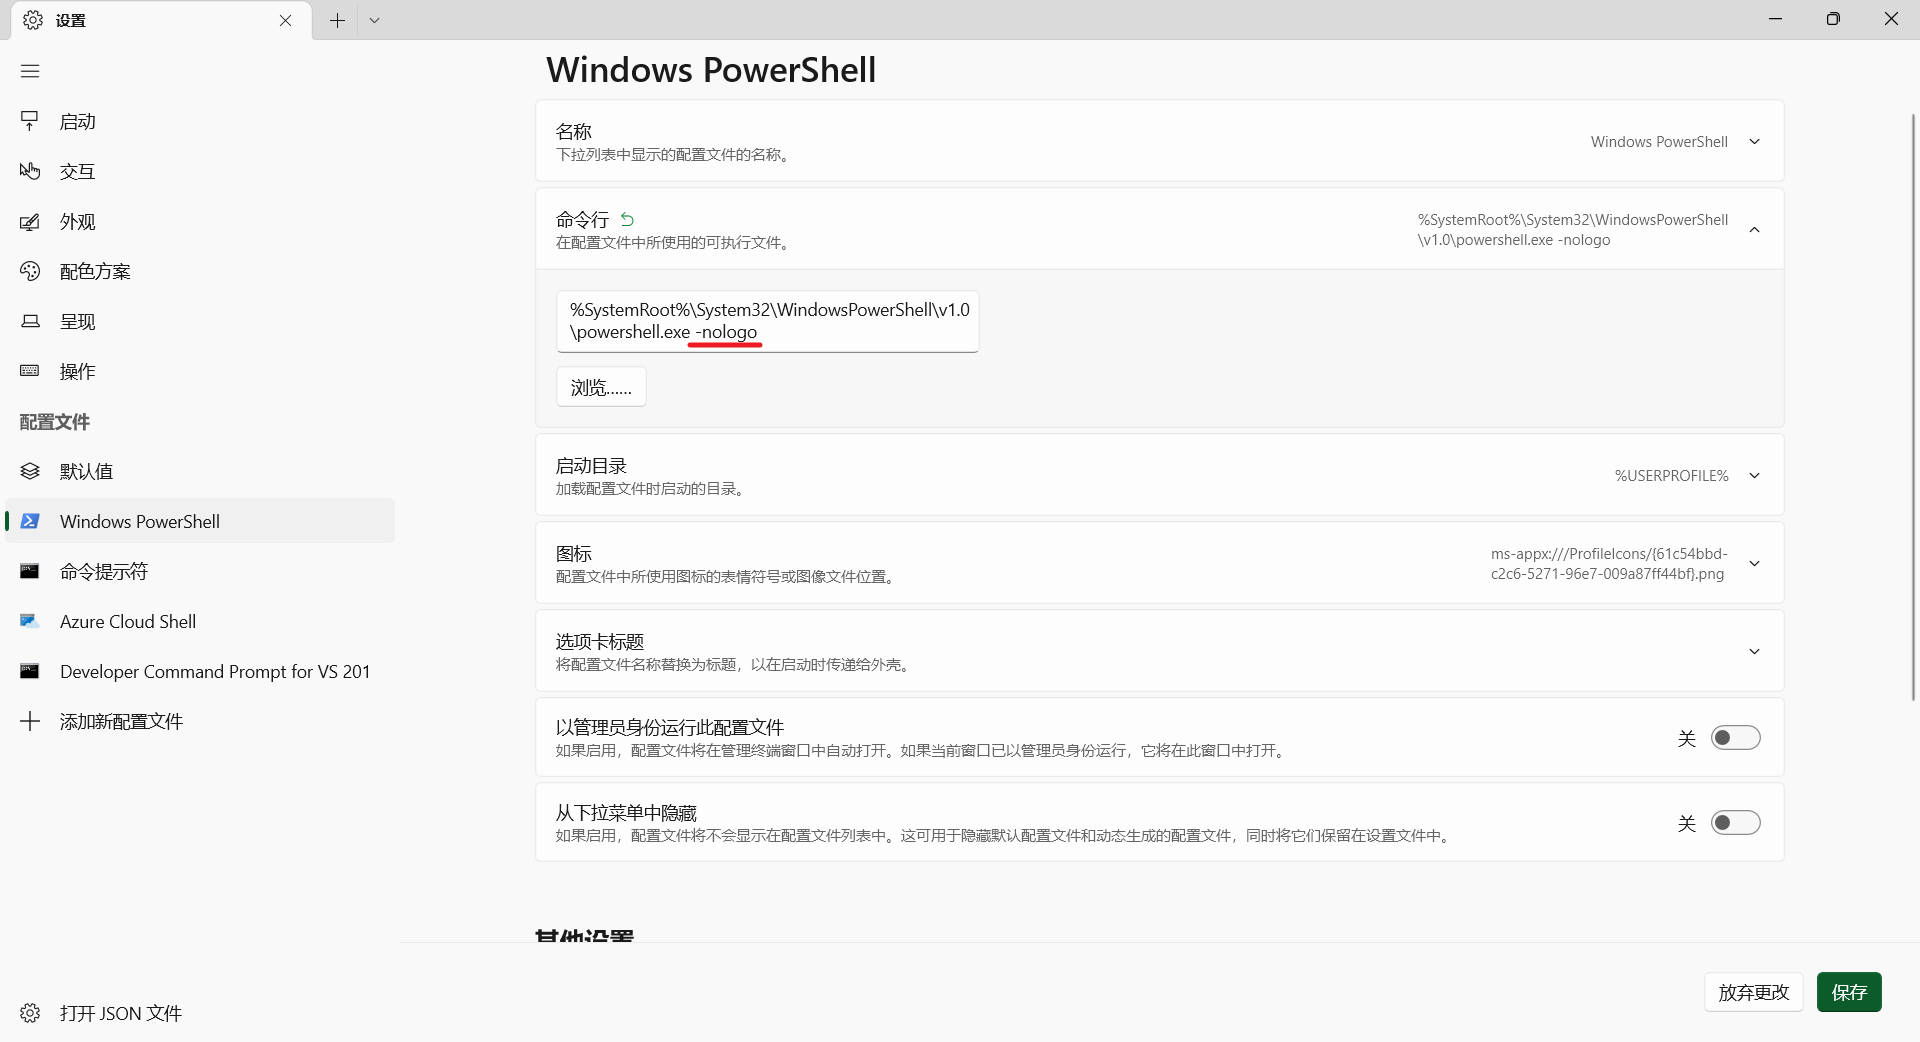 设置
Windows PowerShell
启动
交互
外观
配色方案
呈现
操作
配置文件
默认值
Windows PowerShell
命令提示符
Azure Cloud Shell
Developer Command Prompt for VS 201
添加新配置文件
打开 JSON 文件
名称
下拉列表中显示的配置文件的名称。
Windows PowerShell
命令行
在配置文件中所使用的可执行文件。
%SystemRoot%\System32\WindowsPowerShell
\v1.0\powershell.exe -nologo
%SystemRoot%\System32\WindowsPowerShell\v1.0
\powershell.exe -nologo
浏览......
启动目录
加载配置文件时启动的目录。
%USERPROFILE%
图标
配置文件中所使用图标的表情符号或图像文件位置。
ms-appx:///ProfileIcons/{61c54bbd-
c2c6-5271-96e7-009a87ff44bf}.png
选项卡标题
将配置文件名称替换为标题，以在启动时传递给外壳。
以管理员身份运行此配置文件
如果启用，配置文件将在管理终端窗口中自动打开。如果当前窗口已以管理员身份运行，它将在此窗口中打开。
关
从下拉菜单中隐藏
如果启用，配置文件将不会显示在配置文件列表中。这可用于隐藏默认配置文件和动态生成的配置文件，同时将它们保留在设置文件中。
关
其他设置
放弃更改
保存